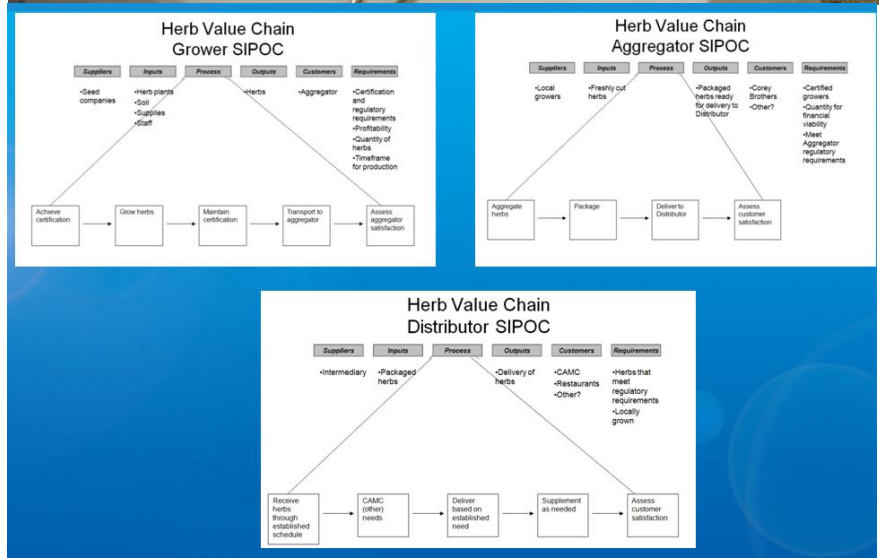 Herb Value Chain
Grower SIPOC
Suppliers Inputs Process Outputs Customers Requirements
•Seed
companies
•Herb plants
•Soil
•Supplies
•Staff
•Herbs
•Aggregator
•Certification
and
regulatory
requirements
•Profitability
•Quantity of
herbs
•Timeframe
for production
Achieve
certification
Grow herbs
Maintain
certification
Transport to
aggregator
Assess
aggregator
satisfaction
Herb Value Chain
Aggregator SIPOC
Suppliers Inputs Process Outputs Customers Requirements
•Local
growers
•Freshly cut
herbs
•Packaged
herbs ready
for delivery to
Distributor
•Corey
Brothers
•Other?
•Certified
growers
•Quantity for
financial
viability
•Meet
Aggregator
regulatory
requirements
Aggregate
herbs
Package
Deliver to
Distributor
Assess
customer
satisfaction
Herb Value Chain
Distributor SIPOC
Suppliers Inputs Process Outputs Customers Requirements
•Intermediary
•Packaged
herbs
•Delivery of
herbs
•CAMC
•Restaurants
•Other?
•Herbs that
meet
regulatory
requirements
•Locally
grown
Receive
herbs
through
established
schedule
CAMC
(other)
needs
Deliver
based on
established
need
Supplement
as needed
Assess
customer
satisfaction